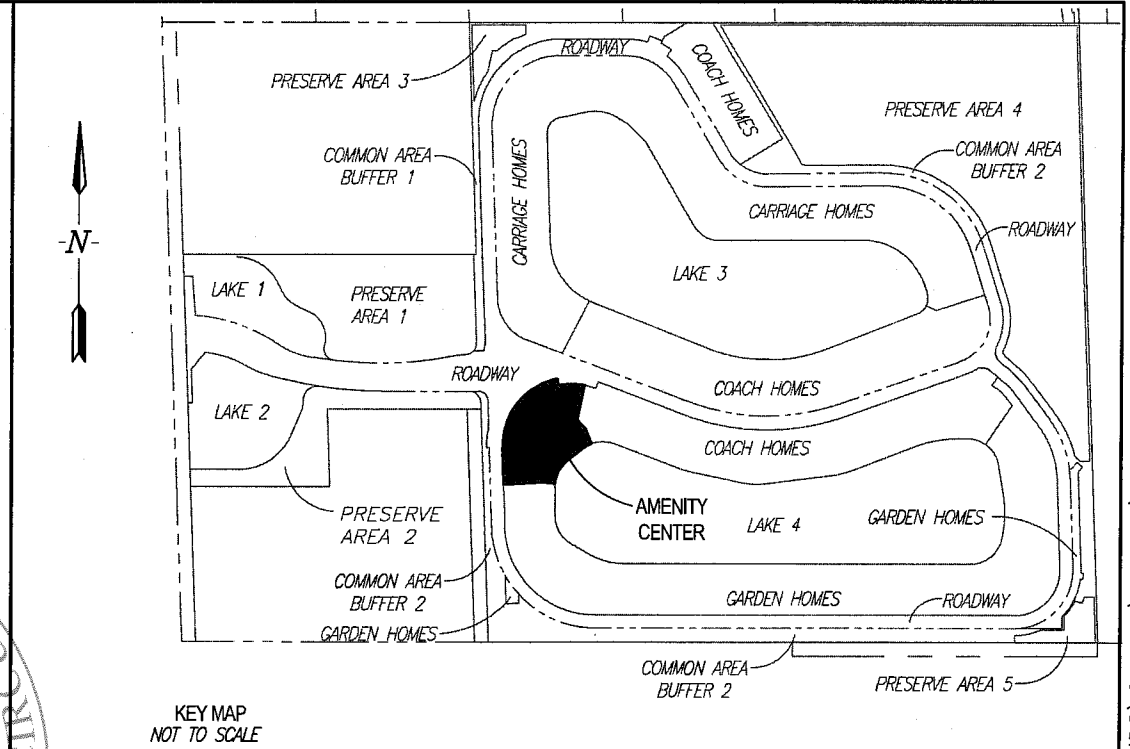 ROADWAY
COACH HOMES
PRESERVE AREA 3
PRESERVE AREA 4
COMMON AREA
BUFFER 1
COMMON AREA
BUFFER 2
CARRIAGE HOMES
CARRIAGE HOMES
ROADWAY
-N-
LAKE 3
LAKE 1
PRESERVE
AREA 1
ROADWAY
COACH HOMES
LAKE 2
COACH HOMES
AMENITY
CENTER
LAKE 4
GARDEN HOMES
PRESERVE
AREA 2
COMMON AREA
BUFFER 2
GARDEN HOMES
ROADWAY
GARDEN HOMES
COMMON AREA
BUFFER 2
PRESERVE AREA 5
KEY MAP
NOT TO SCALE